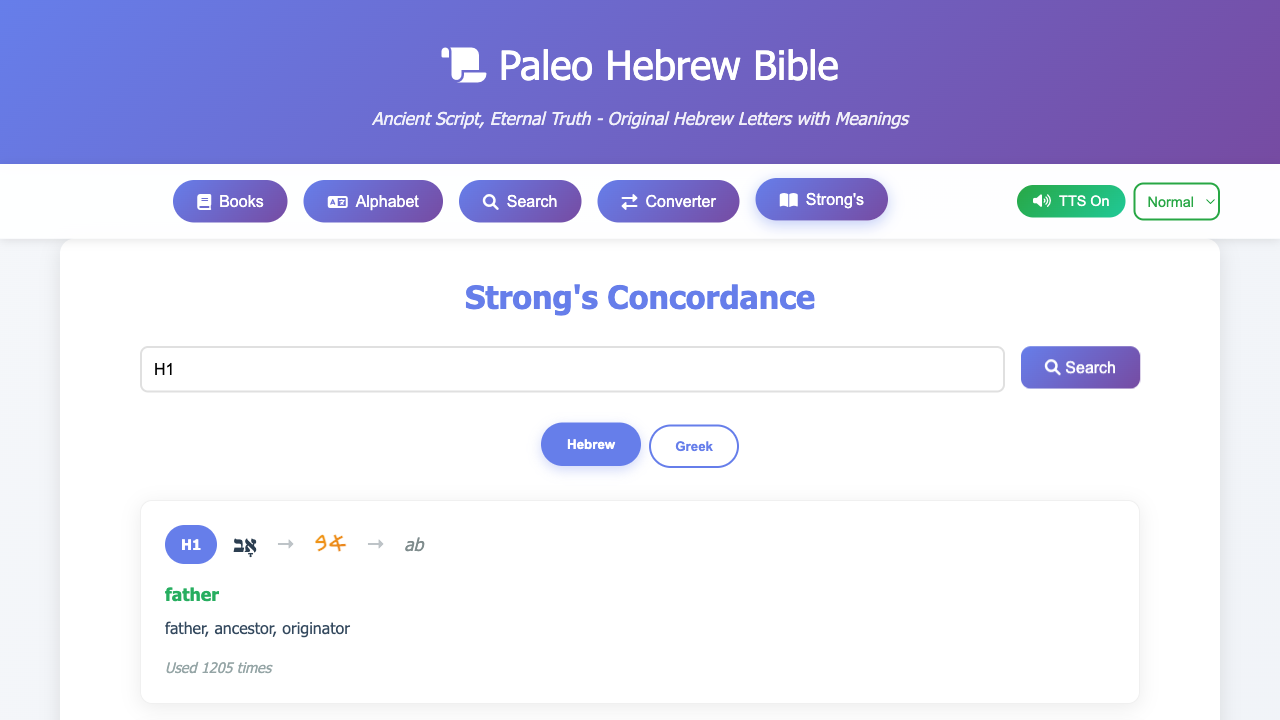 Paleo Hebrew Bible
Ancient Script, Eternal Truth - Original Hebrew Letters with Meanings
Books Alphabet Search Converter Strong's TTS On Normal
Strong's Concordance
H1 Search
Hebrew Greek
H1 אָב → 𐤀𐤁 → ab
father
father, ancestor, originator
Used 1205 times